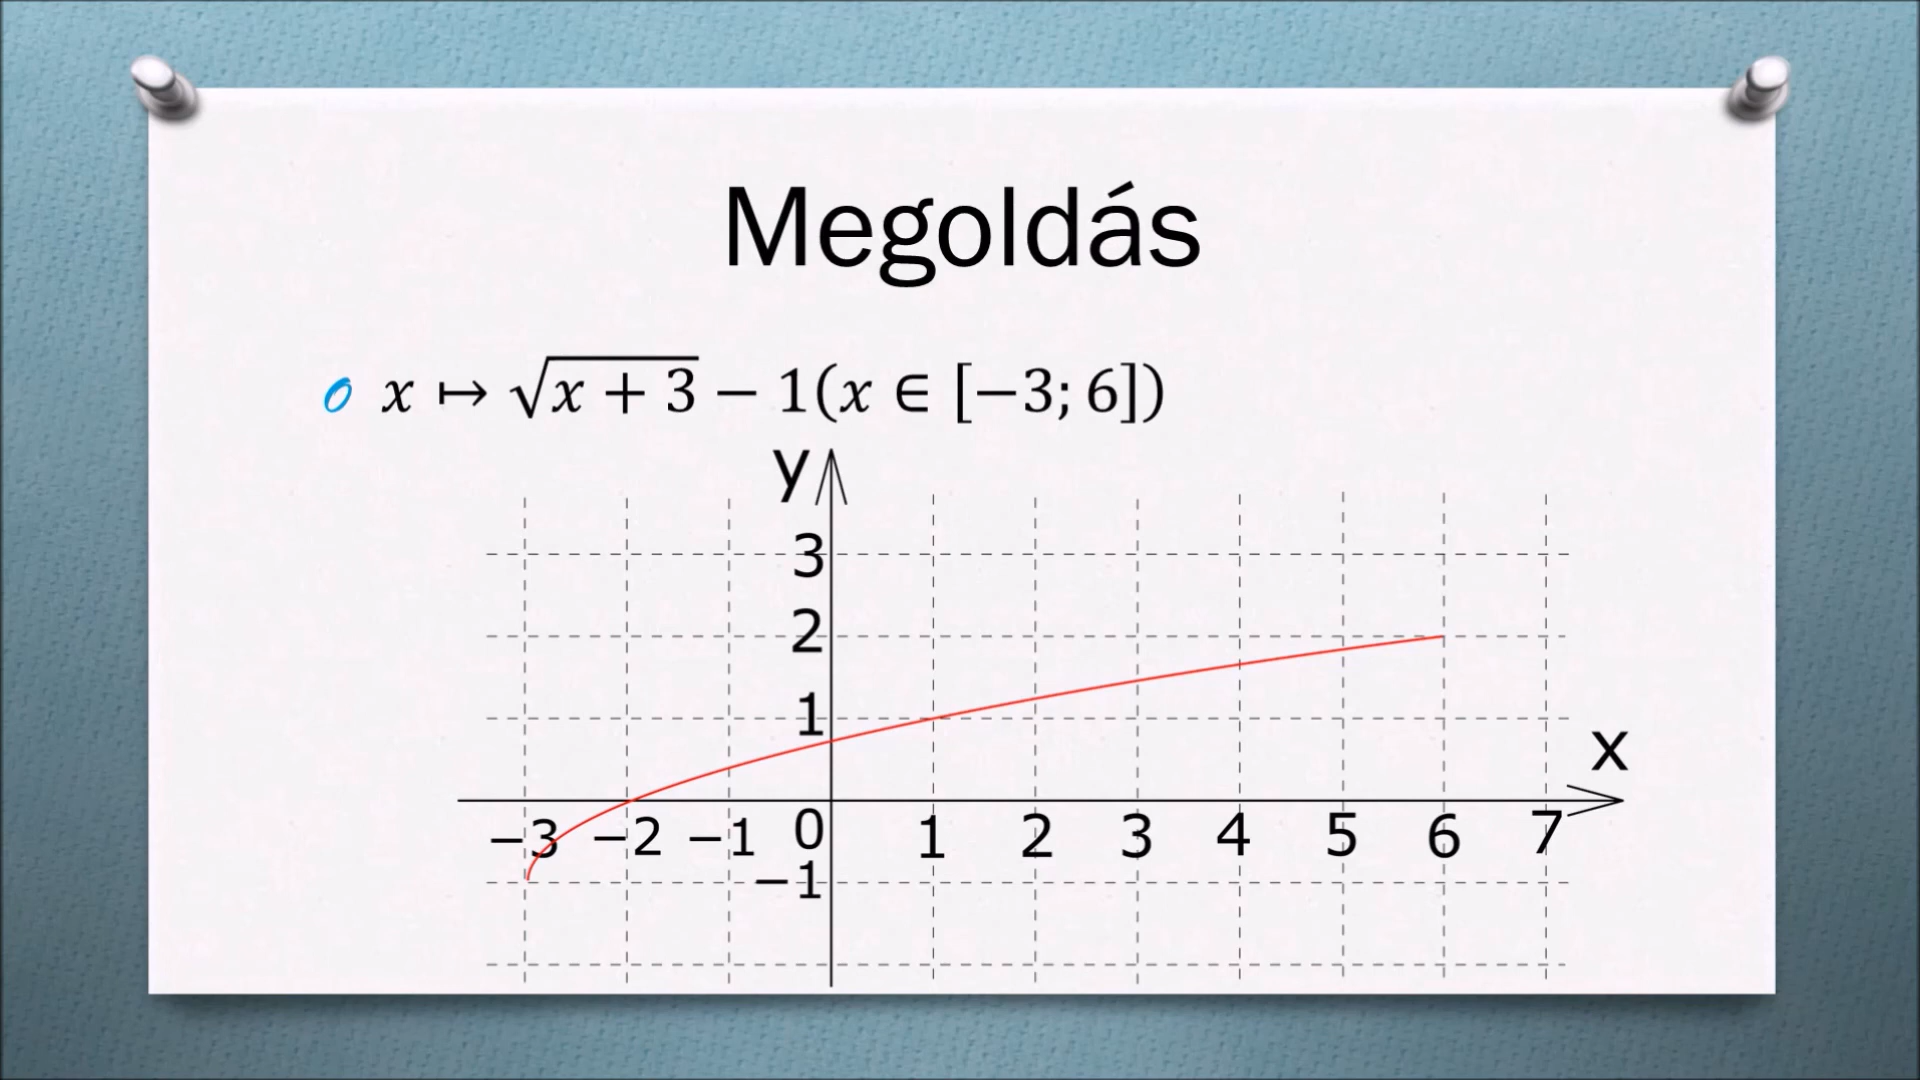 Megoldás
x ↦ √(x + 3) − 1(x ∈ [−3; 6])
y
3
2
1
x
−3 −2 −1 0 1 2 3 4 5 6 7
−1